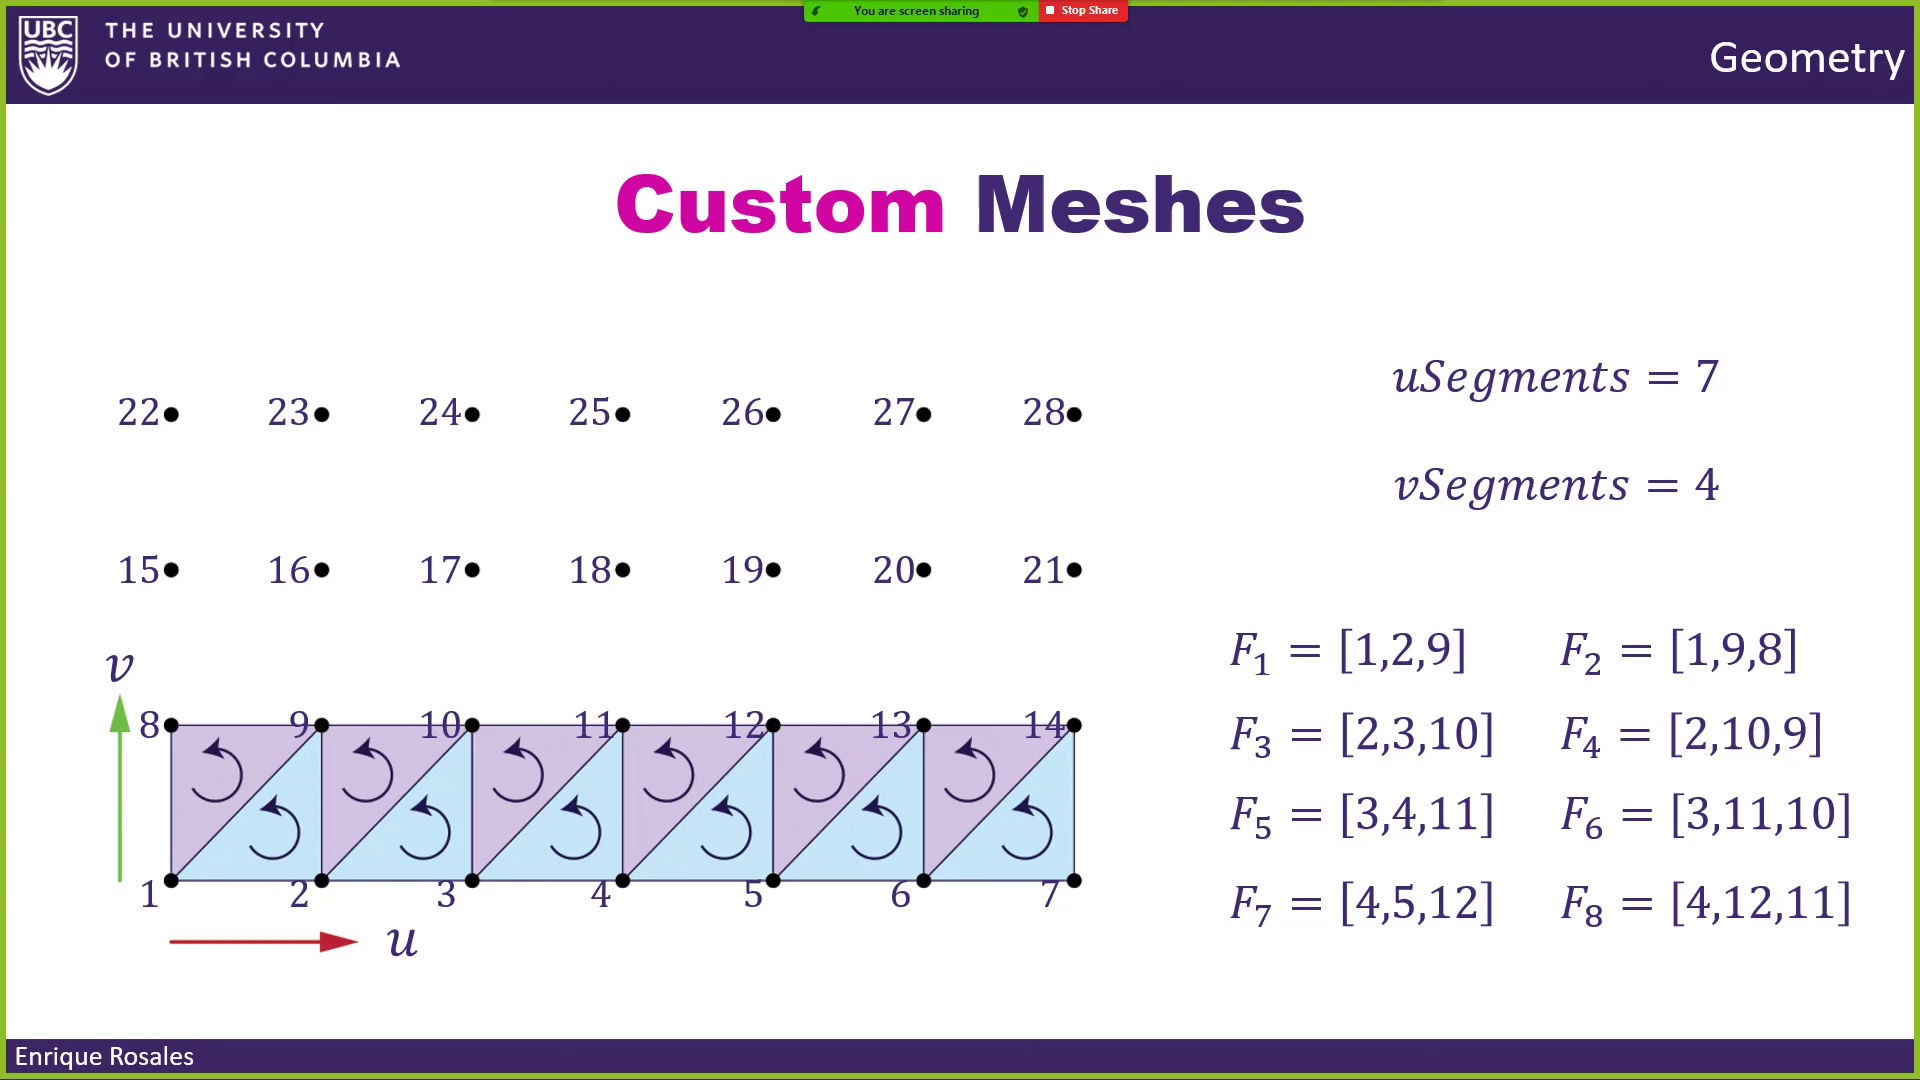 You are screen sharing
Stop Share
UBC
THE UNIVERSITY
OF BRITISH COLUMBIA
Geometry
Custom Meshes
22 23 24 25 26 27 28
15 16 17 18 19 20 21
v
8 9 10 11 12 13 14
1 2 3 4 5 6 7
u
uSegments = 7
vSegments = 4
F₁ = [1,2,9] F₂ = [1,9,8]
F₃ = [2,3,10] F₄ = [2,10,9]
F₅ = [3,4,11] F₆ = [3,11,10]
F₇ = [4,5,12] F₈ = [4,12,11]
Enrique Rosales